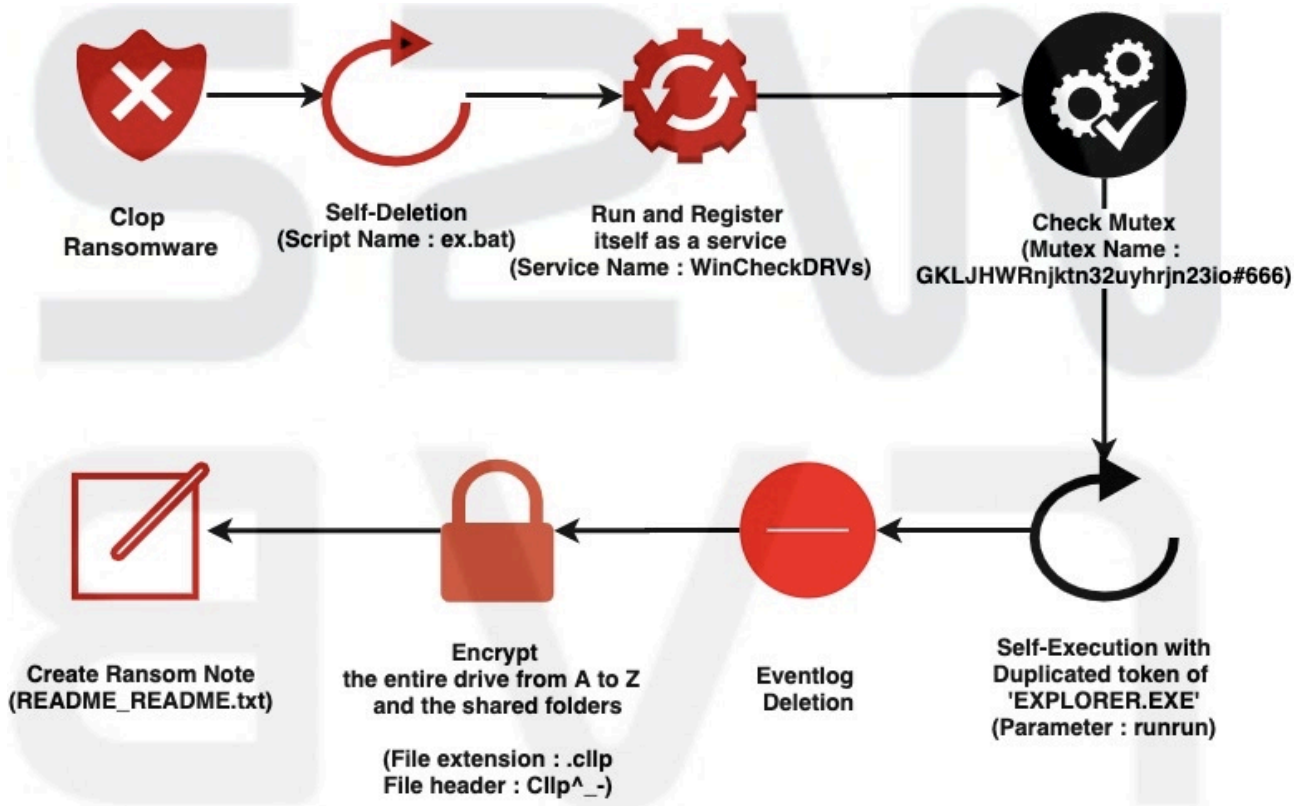 Clop
Ransomware
Self-Deletion
(Script Name : ex.bat)
Run and Register
itself as a service
(Service Name : WinCheckDRVs)
Check Mutex
(Mutex Name :
GKLJHWRnjktn32uyhrjn23io#666)
Create Ransom Note
(README_README.txt)
Encrypt
the entire drive from A to Z
and the shared folders
(File extension : .cllp
File header : Cllp^_-)
Eventlog
Deletion
Self-Execution with
Duplicated token of
'EXPLORER.EXE'
(Parameter : runrun)
S2W
LAB